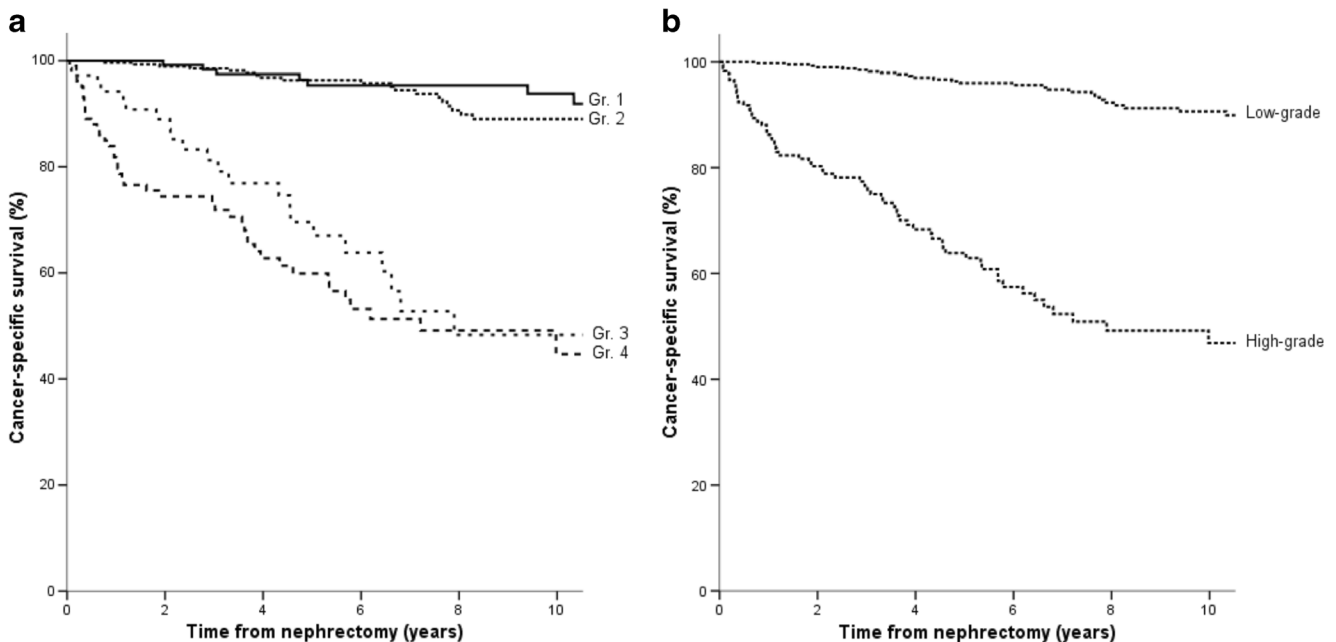 a
100
80
60
40
20
0
Cancer-specific survival (%)
0 2 4 6 8 10
Time from nephrectomy (years)
Gr. 1
Gr. 2
Gr. 3
Gr. 4
b
100
80
60
40
20
0
Cancer-specific survival (%)
0 2 4 6 8 10
Time from nephrectomy (years)
Low-grade
High-grade